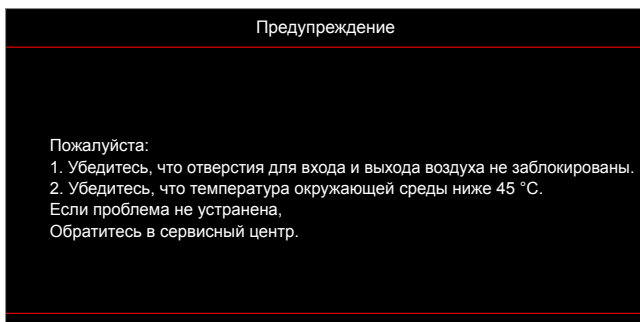 Предупреждение
Пожалуйста:
1. Убедитесь, что отверстия для входа и выхода воздуха не заблокированы.
2. Убедитесь, что температура окружающей среды ниже 45 °C.
Если проблема не устранена,
Обратитесь в сервисный центр.